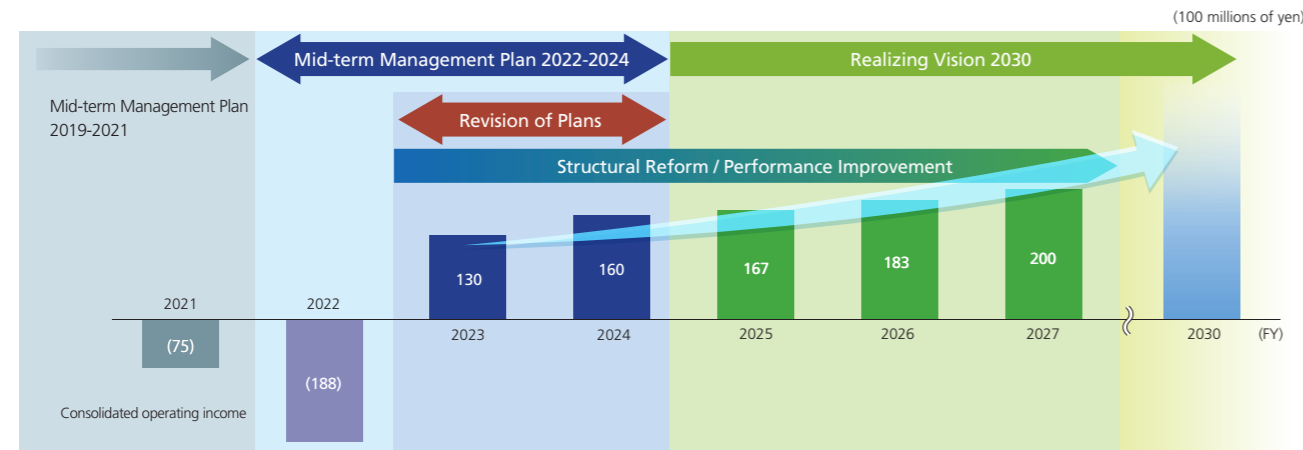 (100 millions of yen)
Mid-term Management Plan 2022-2024
Realizing Vision 2030
Mid-term Management Plan
2019-2021
Revision of Plans
Structural Reform / Performance Improvement
130
160
167
183
200
2021
2022
(75)
(188)
2023
2024
2025
2026
2027
2030
(FY)
Consolidated operating income